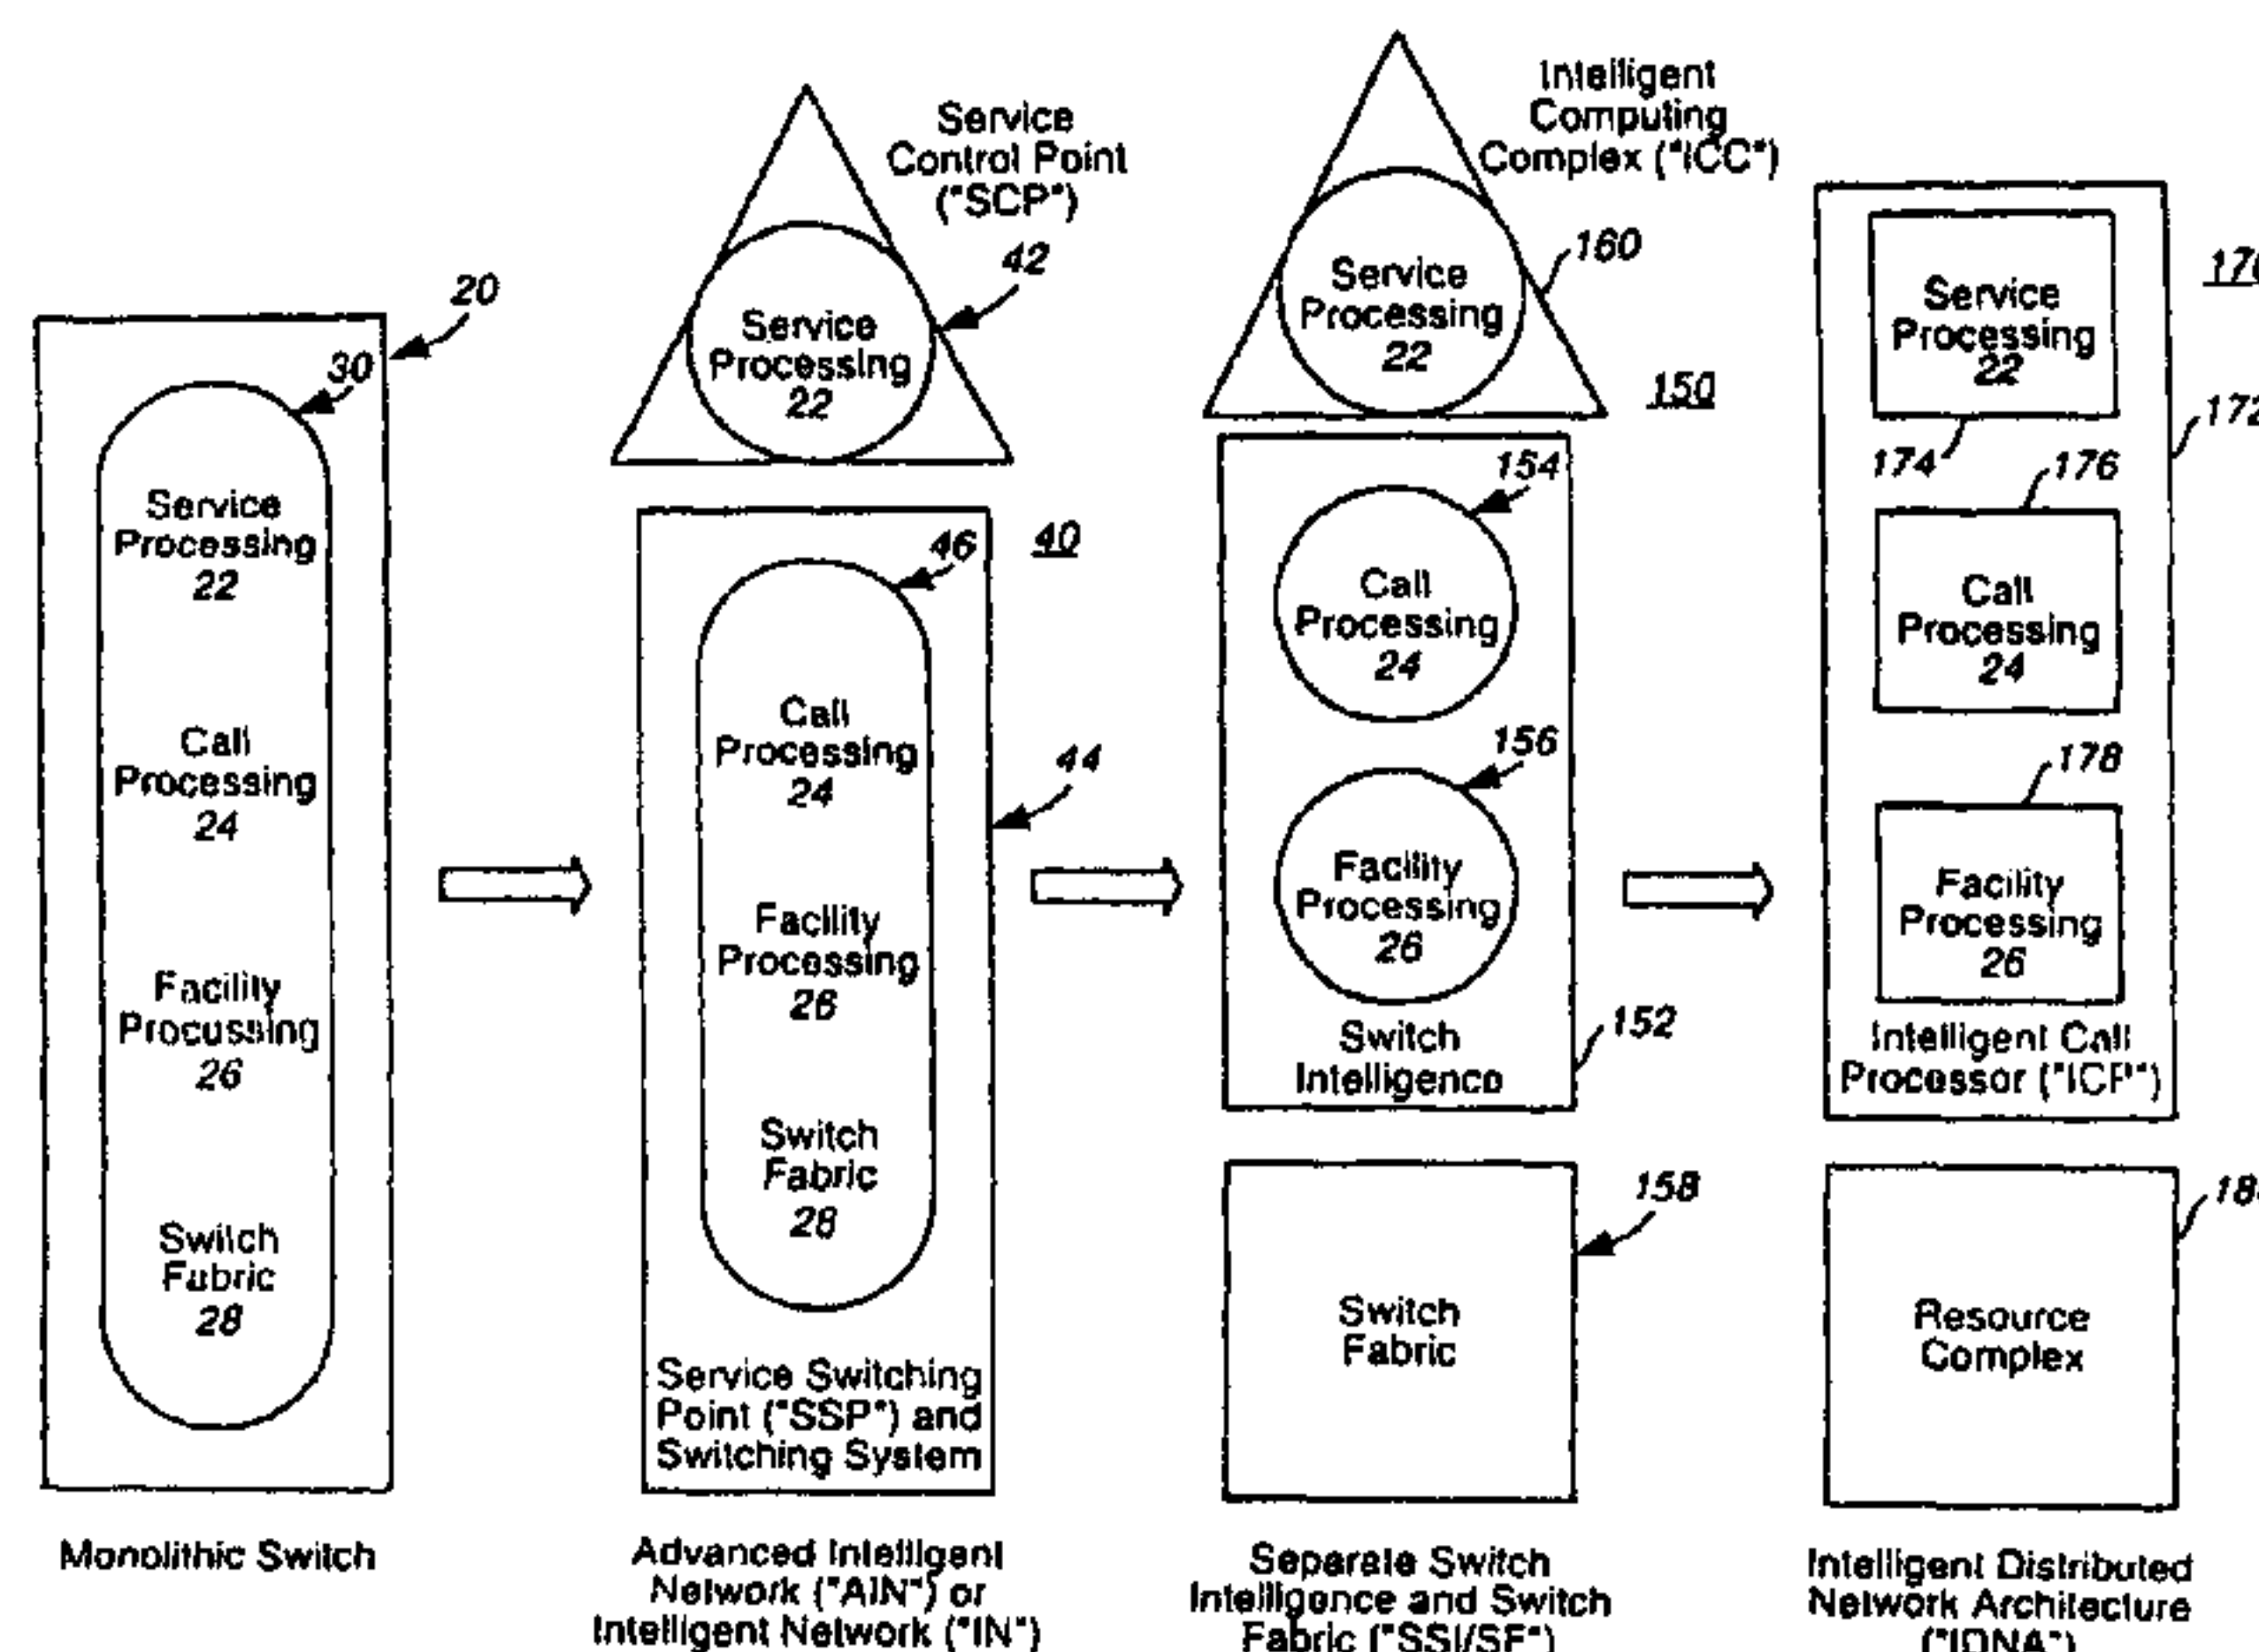 20
30
Service
Processing
22
Call
Processing
24
Facility
Processing
26
Switch
Fabric
28
Monolithic Switch
Service
Control Point
("SCP")
42
Service
Processing
22
40
46
Call
Processing
24
44
Facility
Processing
26
Switch
Fabric
28
Service Switching
Point ("SSP") and
Switching System
Advanced Intelligent
Network ("AIN") or
Intelligent Network ("IN")
Intelligent
Computing
Complex ("ICC")
160
Service
Processing
22
150
154
Call
Processing
24
156
Facility
Processing
26
Switch
Intelligence
152
158
Switch
Fabric
Separate Switch
Intelligence and Switch
Fabric ("SSI/SF")
Service
Processing
22
172
174
176
Call
Processing
24
178
Facility
Processing
26
Intelligent Call
Processor ("ICP")
Resource
Complex
Intelligent Distributed
Network Architecture
("IDNA")